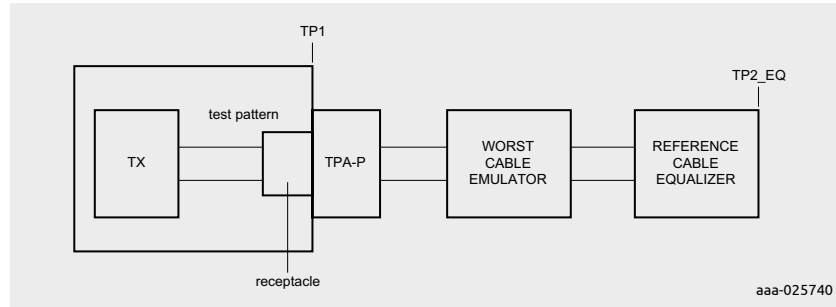 TP1
TP2_EQ
test pattern
TX
TPA-P
WORST
CABLE
EMULATOR
REFERENCE
CABLE
EQUALIZER
receptacle
aaa-025740